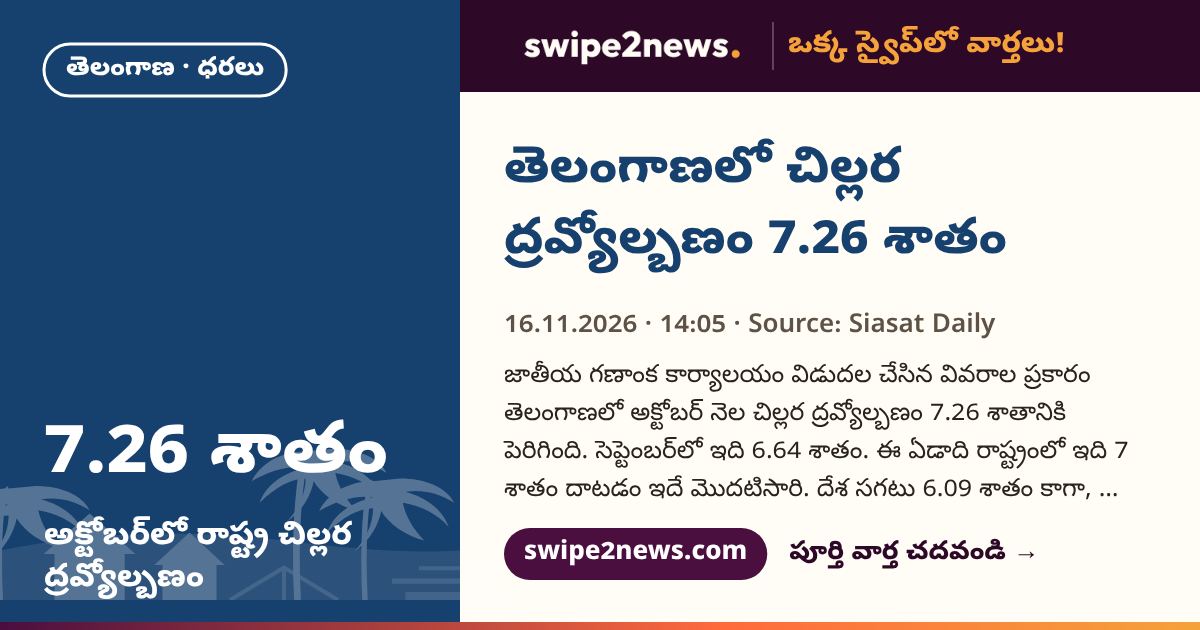 తెలంగాణ · ధరలు
7.26 శాతం
అక్టోబర్‌లో రాష్ట్ర చిల్లర
ద్రవ్యోల్బణం
swipe2news.
ఒక్క స్వైప్‌లో వార్తలు!
తెలంగాణలో చిల్లర
ద్రవ్యోల్బణం 7.26 శాతం
16.11.2026 · 14:05 · Source: Siasat Daily
జాతీయ గణాంక కార్యాలయం విడుదల చేసిన వివరాల ప్రకారం
తెలంగాణలో అక్టోబర్ నెల చిల్లర ద్రవ్యోల్బణం 7.26 శాతానికి
పెరిగింది. సెప్టెంబర్‌లో ఇది 6.64 శాతం. ఈ ఏడాది రాష్ట్రంలో ఇది 7
శాతం దాటడం ఇదే మొదటిసారి. దేశ సగటు 6.09 శాతం కాగా, ...
swipe2news.com
పూర్తి వార్త చదవండి →